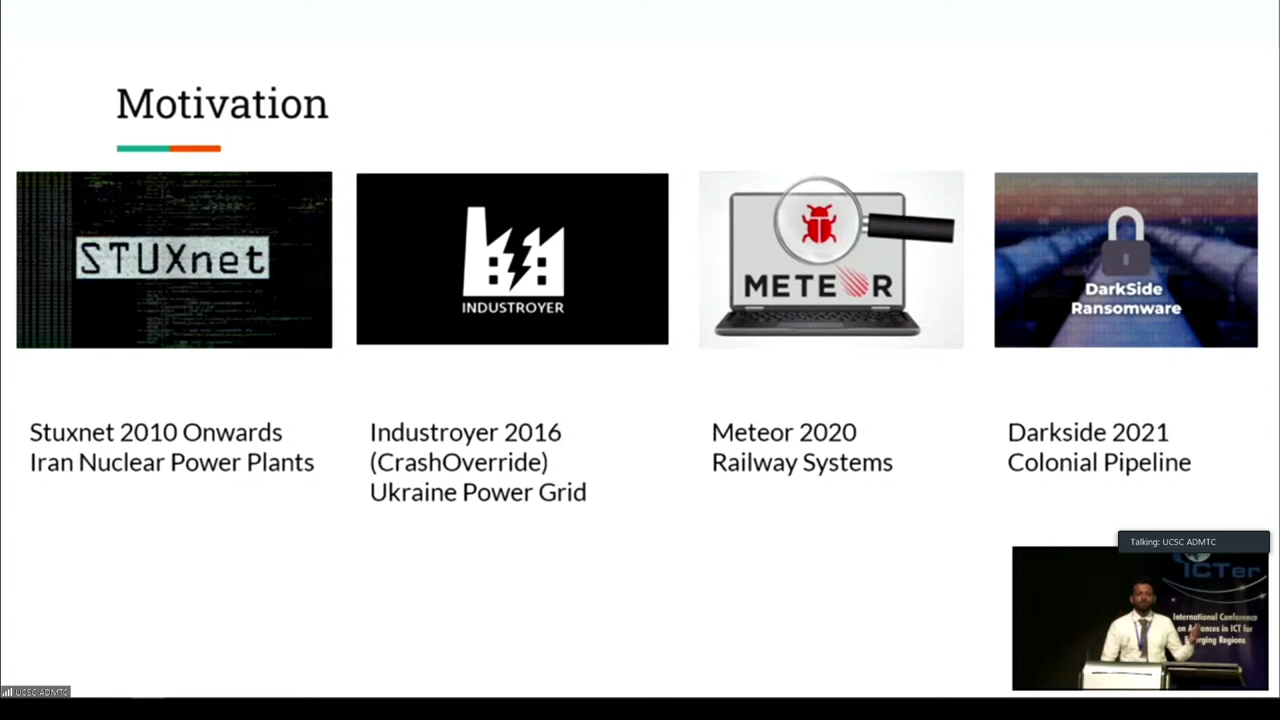 Motivation
STUXnet
INDUSTROYER
METEOR
DarkSide
Ransomware
Stuxnet 2010 Onwards
Iran Nuclear Power Plants
Industroyer 2016
(CrashOverride)
Ukraine Power Grid
Meteor 2020
Railway Systems
Darkside 2021
Colonial Pipeline
Talking: UCSC ADMTC
ICTer
International Conference
on Advances in ICT for
Emerging Regions
UCSC ADMTC